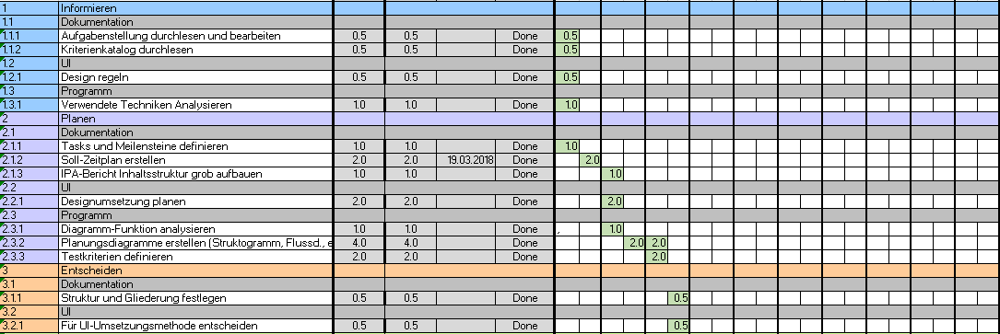 1 Informieren
1.1 Dokumentation
1.1.1 Aufgabenstellung durchlesen und bearbeiten 0.5 0.5 Done 0.5
1.1.2 Kriterienkatalog durchlesen 0.5 0.5 Done 0.5
1.2 UI
1.2.1 Design regeln 0.5 0.5 Done 0.5
1.3 Programm
1.3.1 Verwendete Techniken Analysieren 1.0 1.0 Done 1.0
2 Planen
2.1 Dokumentation
2.1.1 Tasks und Meilensteine definieren 1.0 1.0 Done 1.0
2.1.2 Soll-Zeitplan erstellen 2.0 2.0 19.03.2018 Done 2.0
2.1.3 IPA-Bericht Inhaltsstruktur grob aufbauen 1.0 1.0 Done 1.0
2.2 UI
2.2.1 Designumsetzung planen 2.0 2.0 Done 2.0
2.3 Programm
2.3.1 Diagramm-Funktion analysieren 1.0 1.0 Done , 1.0
2.3.2 Planungsdiagramme erstellen (Struktogramm, Flussd., e 4.0 4.0 Done 2.0 2.0
2.3.3 Testkriterien definieren 2.0 2.0 Done 2.0
3 Entscheiden
3.1 Dokumentation
3.1.1 Struktur und Gliederung festlegen 0.5 0.5 Done 0.5
3.2 UI
3.2.1 Für UI-Umsetzungsmethode entscheiden 0.5 0.5 Done 0.5